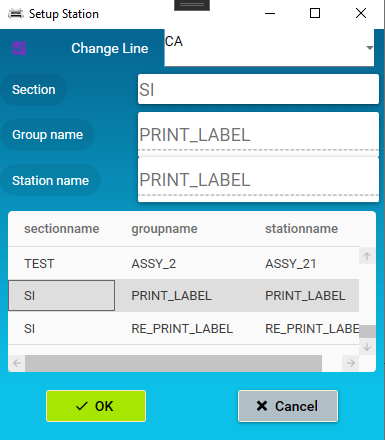 Setup Station
Change Line CA
Section SI
Group name PRINT_LABEL
Station name PRINT_LABEL
sectionname groupname stationname
TEST ASSY_2 ASSY_21
SI PRINT_LABEL PRINT_LABEL
SI RE_PRINT_LABEL RE_PRINT_LABE
OK Cancel